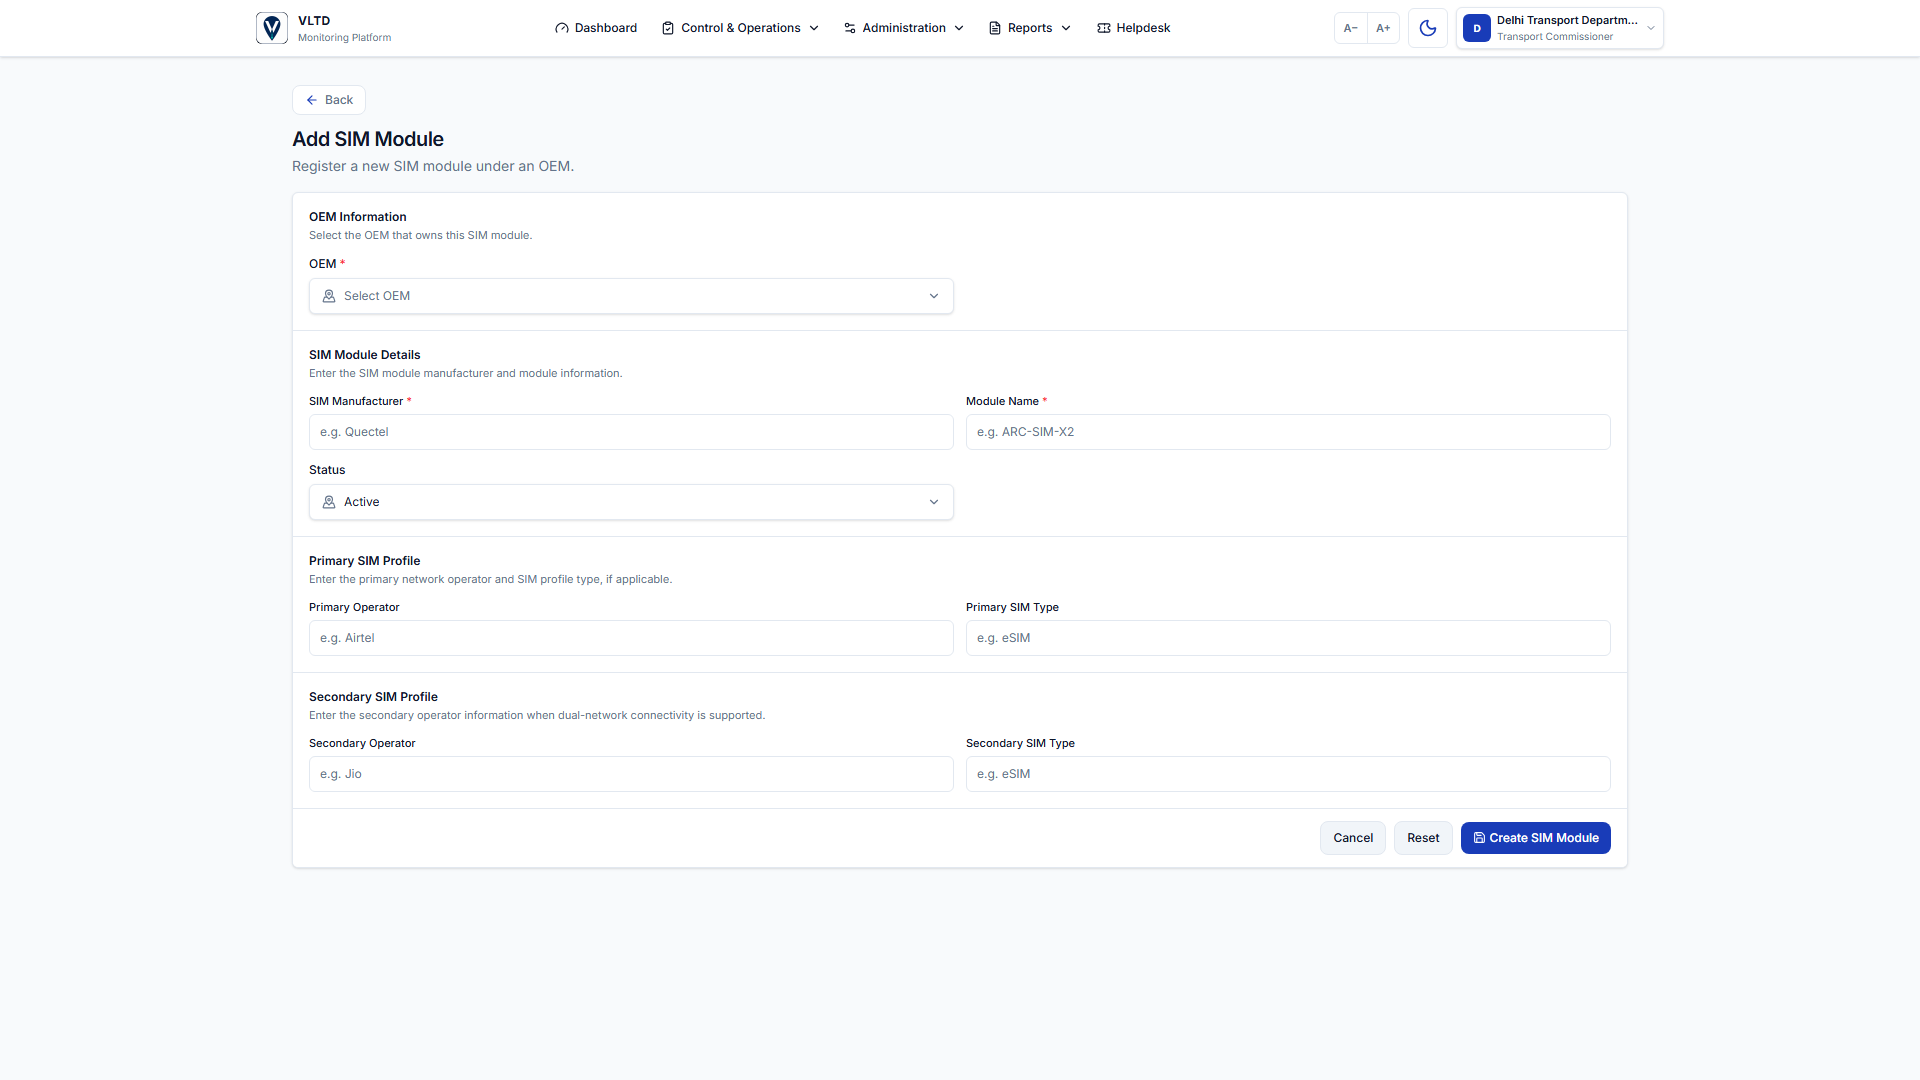 VLTD
Monitoring Platform
Dashboard
Control & Operations
Administration
Reports
Helpdesk
A−
A+
D
Delhi Transport Departm...
Transport Commissioner
Back
Add SIM Module
Register a new SIM module under an OEM.
OEM Information
Select the OEM that owns this SIM module.
OEM *
Select OEM
SIM Module Details
Enter the SIM module manufacturer and module information.
SIM Manufacturer *
Module Name *
e.g. Quectel
e.g. ARC-SIM-X2
Status
Active
Primary SIM Profile
Enter the primary network operator and SIM profile type, if applicable.
Primary Operator
Primary SIM Type
e.g. Airtel
e.g. eSIM
Secondary SIM Profile
Enter the secondary operator information when dual-network connectivity is supported.
Secondary Operator
Secondary SIM Type
e.g. Jio
e.g. eSIM
Cancel
Reset
Create SIM Module